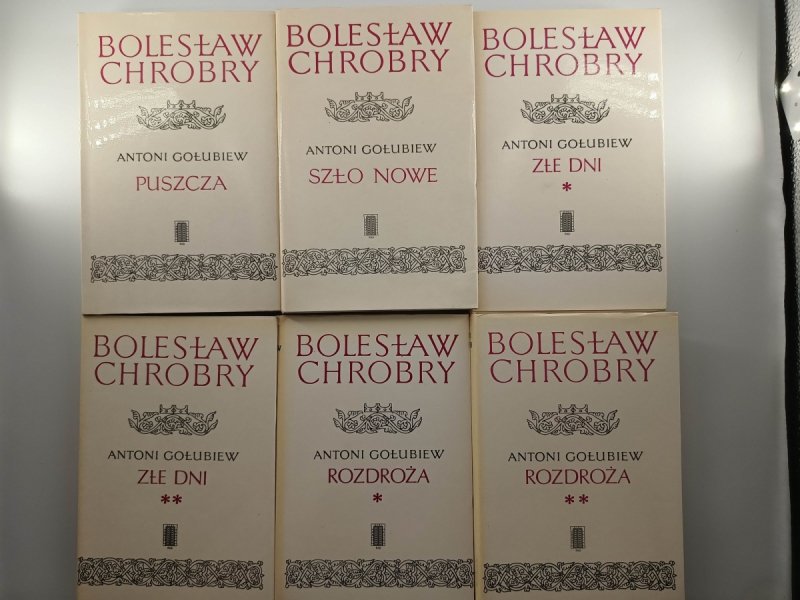 BOLESŁAW
CHROBRY
ANTONI GOŁUBIEW
PUSZCZA
BOLESŁAW
CHROBRY
ANTONI GOŁUBIEW
SZŁO NOWE
BOLESŁAW
CHROBRY
ANTONI GOŁUBIEW
ZŁE DNI
*
BOLESŁAW
CHROBRY
ANTONI GOŁUBIEW
ZŁE DNI
**
BOLESŁAW
CHROBRY
ANTONI GOŁUBIEW
ROZDROŻA
*
BOLESŁAW
CHROBRY
ANTONI GOŁUBIEW
ROZDROŻA
**